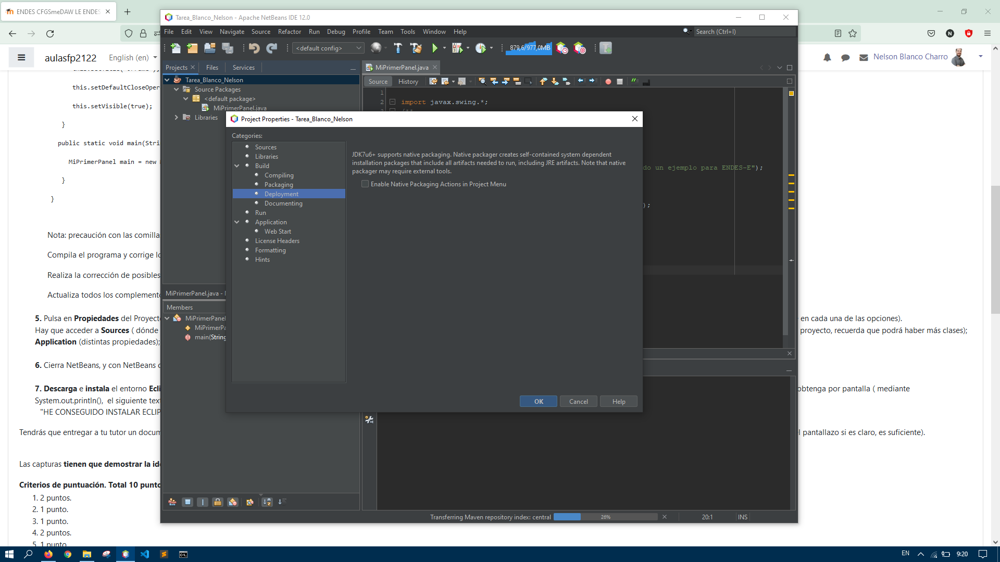 ENDES CFGSmeDAW LE ENDES
Tarea_Blanco_Nelson - Apache NetBeans IDE 12.0
File Edit View Navigate Source Refactor Run Debug Profile Team Tools Window Help
Search (Ctrl+I)
<default config>
879,6/977,0MB
aulasfp2122
English (en)
Nelson Blanco Charro
Projects Files Services
MiPrimerPanel.java
Source History
Tarea_Blanco_Nelson
Source Packages
<default package>
MiPrimerPanel.java
Libraries
1
2 import javax.swing.*;
/**
do un ejemplo para ENDES-E");
);
this.setDefaultCloseOper
this.setVisible(true);
}
public static void main(Stri
MiPrimerPanel main = new
}
}
Project Properties - Tarea_Blanco_Nelson
Categories:
Sources
Libraries
Build
Compiling
Packaging
Deployment
Documenting
Run
Application
Web Start
License Headers
Formatting
Hints
JDK7u6+ supports native packaging. Native packager creates self-contained system dependent
installation packages that include all artifacts needed to run, including JRE artifacts. Note that native
packager may require external tools.
Enable Native Packaging Actions in Project Menu
OK Cancel Help
MiPrimerPanel.java -
Members
MiPrimerPanel
MiPrimerPa
main(String
Nota: precaución con las comilla
Compila el programa y corrige lo
Realiza la corrección de posibles
Actualiza todos los complemento
5. Pulsa en Propiedades del Proyecto
en cada una de las opciones).
Hay que acceder a Sources ( dónde
proyecto, recuerda que podrá haber más clases);
Application (distintas propiedades);
6. Cierra NetBeans, y con NetBeans
7. Descarga e instala el entorno Ecli
obtenga por pantalla ( mediante
System.out.println(), el siguiente text
"HE CONSEGUIDO INSTALAR ECLIP
Tendrás que entregar a tu tutor un docum
l pantallazo si es claro, es suficiente).
Las capturas tienen que demostrar la ide
Criterios de puntuación. Total 10 punto
1. 2 puntos.
2. 1 punto.
3. 1 punto.
4. 2 puntos.
5. 1 punto.
Transferring Maven repository index: central
26%
20:1
INS
EN
9:20